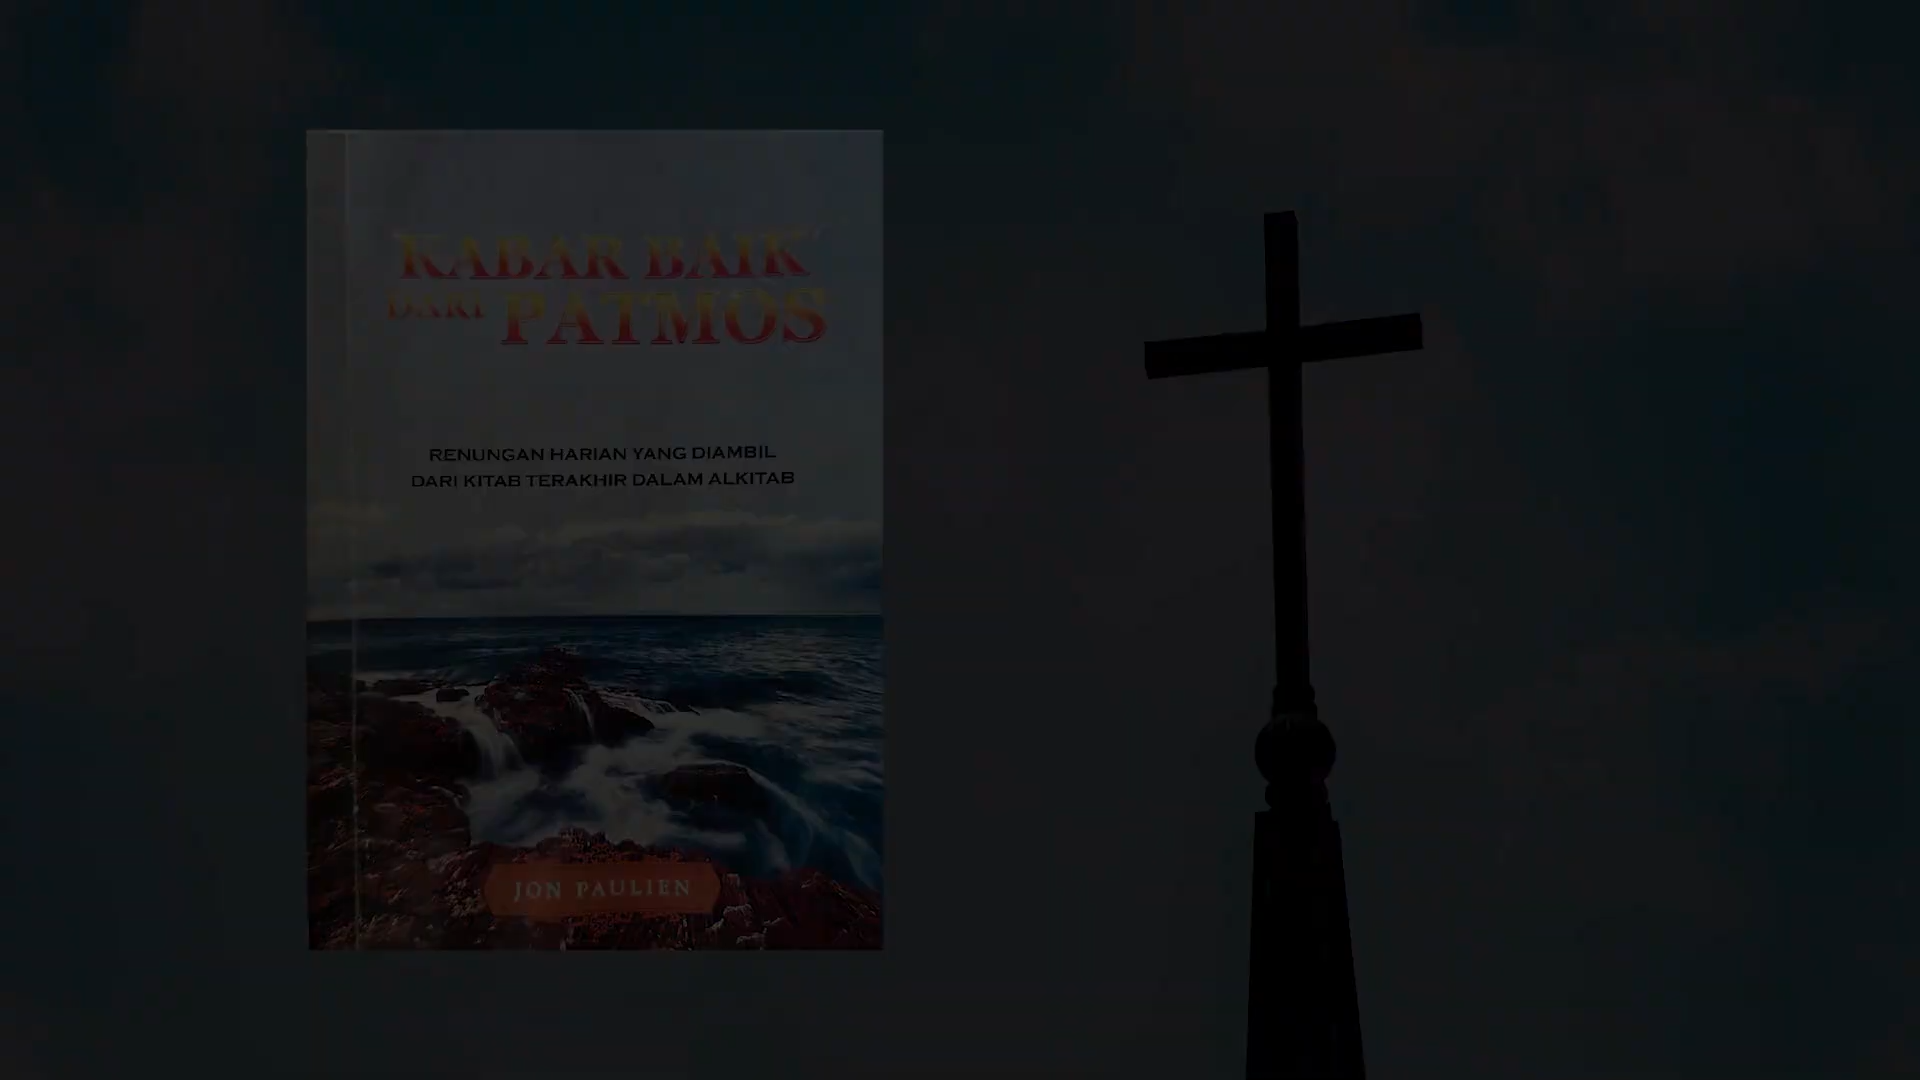 KABAR BAIK
DARI PATMOS
RENUNGAN HARIAN YANG DIAMBIL
DARI KITAB TERAKHIR DALAM ALKITAB
JON PAULIEN